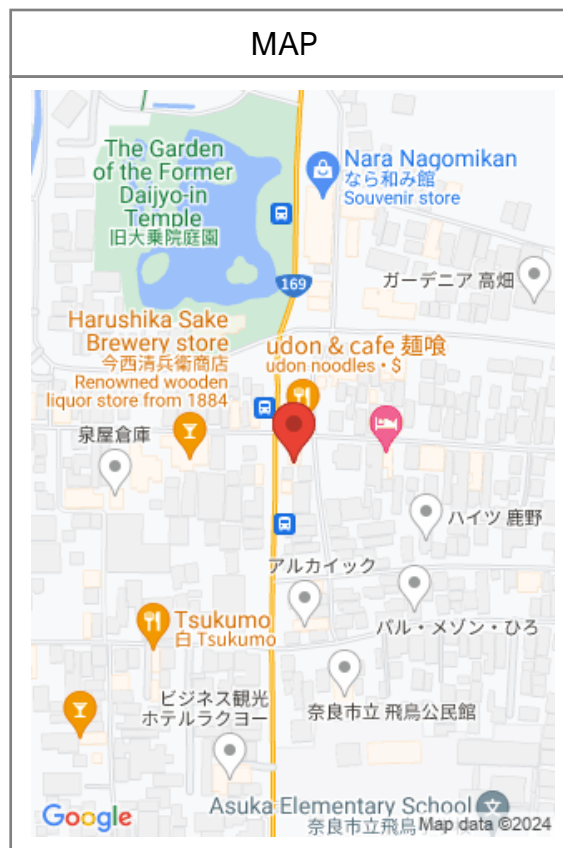 MAP
The Garden
of the Former
Daijyo-in
Temple
旧大乗院庭園
Nara Nagomikan
なら和み館
Souvenir store
ガーデニア 高畑
169
Harushika Sake
Brewery store
今西清兵衛商店
Renowned wooden
liquor store from 1884
udon & cafe 麺喰
udon noodles • $
泉屋倉庫
ハイツ 鹿野
アルカイック
パル・メゾン・ひろ
Tsukumo
白 Tsukumo
ビジネス観光
ホテルラクヨー
奈良市立 飛鳥公民館
Asuka Elementary School
文
奈良市立飛鳥
Google
Map data ©2024